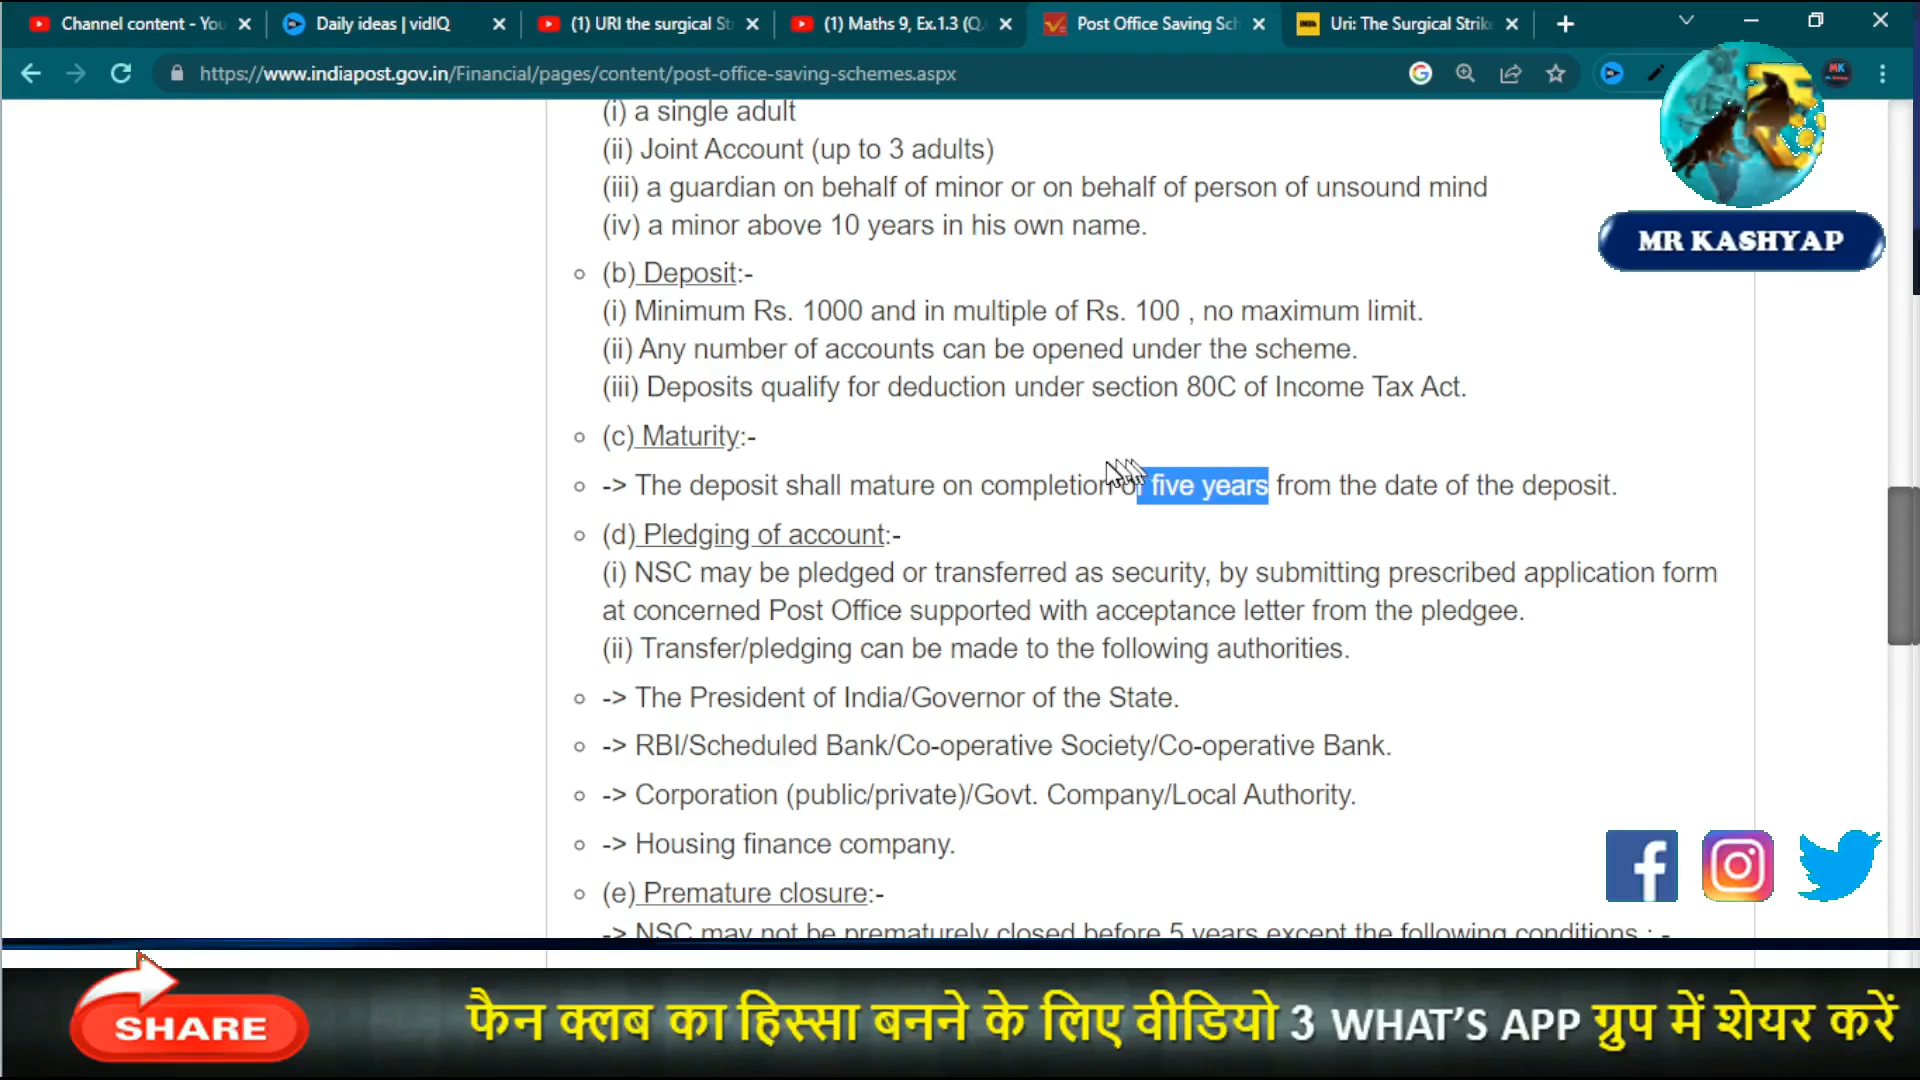 Channel content - You
Daily ideas | vidIQ
(1) URI the surgical St
(1) Maths 9, Ex.1.3 (Q
Post Office Saving Sch
Uri: The Surgical Strike
https://www.indiapost.gov.in/Financial/pages/content/post-office-saving-schemes.aspx
MK
(i) a single adult
(ii) Joint Account (up to 3 adults)
(iii) a guardian on behalf of minor or on behalf of person of unsound mind
(iv) a minor above 10 years in his own name.
MR KASHYAP
(b) Deposit:-
(i) Minimum Rs. 1000 and in multiple of Rs. 100 , no maximum limit.
(ii) Any number of accounts can be opened under the scheme.
(iii) Deposits qualify for deduction under section 80C of Income Tax Act.
(c) Maturity:-
-> The deposit shall mature on completion of five years from the date of the deposit.
(d) Pledging of account:-
(i) NSC may be pledged or transferred as security, by submitting prescribed application form
at concerned Post Office supported with acceptance letter from the pledgee.
(ii) Transfer/pledging can be made to the following authorities.
-> The President of India/Governor of the State.
-> RBI/Scheduled Bank/Co-operative Society/Co-operative Bank.
-> Corporation (public/private)/Govt. Company/Local Authority.
-> Housing finance company.
(e) Premature closure:-
-> NSC may not be prematurely closed before 5 years except the following conditions : -
SHARE
फैन क्लब का हिस्सा बनने के लिए वीडियो 3 WHAT'S APP ग्रुप में शेयर करें